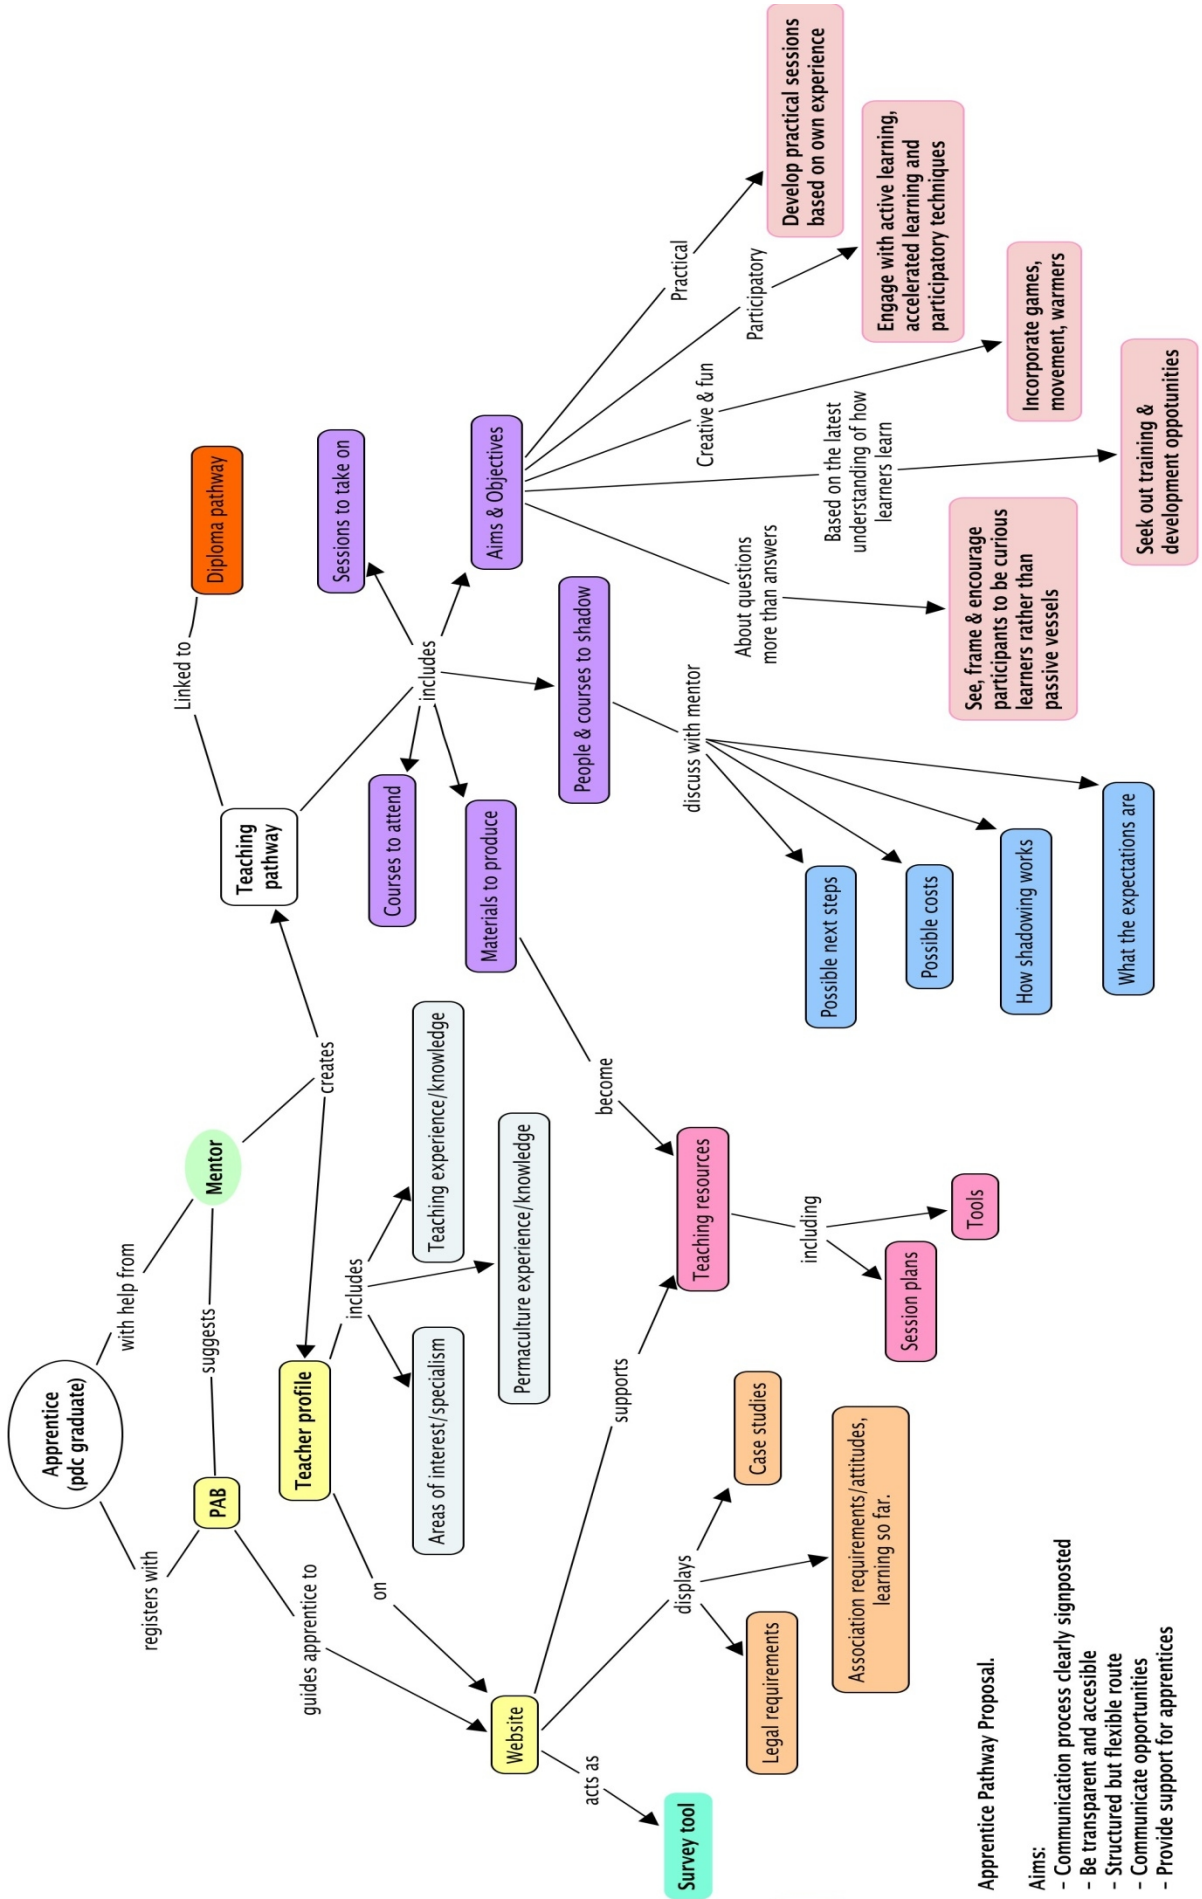 Apprentice
(pdc graduate)
registers with
with help from
PAB
suggests
Mentor
guides apprentice to
creates
Teacher profile
Teaching
pathway
Linked to
Diploma pathway
on
includes
Areas of interest/specialism
Permaculture experience/knowledge
Teaching experience/knowledge
includes
Courses to attend
Materials to produce
People & courses to shadow
Aims & Objectives
Sessions to take on
Website
acts as
Survey tool
displays
Legal requirements
Association requirements/attitudes,
learning so far.
Case studies
supports
become
Teaching resources
including
Session plans
Tools
discuss with mentor
Possible next steps
Possible costs
How shadowing works
What the expectations are
About questions
more than answers
Based on the latest
understanding of how
learners learn
Creative & fun
Participatory
Practical
See, frame & encourage
participants to be curious
learners rather than
passive vessels
Seek out training &
development oppotunities
Incorporate games,
movement, warmers
Engage with active learning,
accelerated learning and
participatory techniques
Develop practical sessions
based on own experience
Apprentice Pathway Proposal.
Aims:
- Communication process clearly signposted
- Be transparent and accesible
- Structured but flexible route
- Communicate opportunities
- Provide support for apprentices